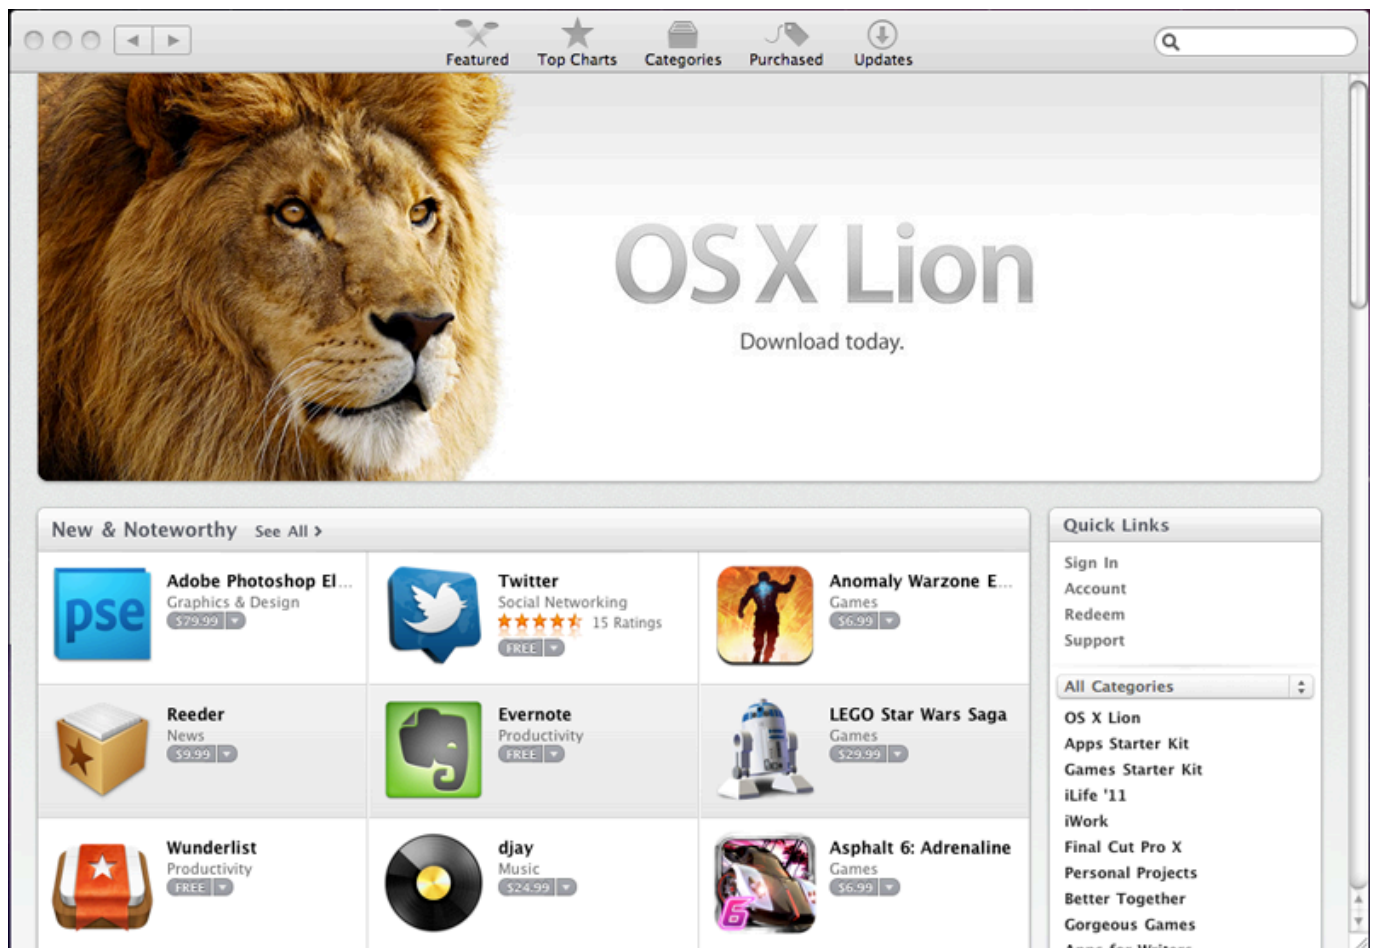 Featured
Top Charts
Categories
Purchased
Updates
OS X Lion
Download today.
New & Noteworthy See All >
pse
Adobe Photoshop El...
Graphics & Design
$79.99
Twitter
Social Networking
15 Ratings
FREE
Anomaly Warzone E...
Games
$6.99
Reeder
News
$9.99
Evernote
Productivity
FREE
LEGO Star Wars Saga
Games
$29.99
Wunderlist
Productivity
FREE
djay
Music
$24.99
6
Asphalt 6: Adrenaline
Games
$6.99
Quick Links
Sign In
Account
Redeem
Support
All Categories
OS X Lion
Apps Starter Kit
Games Starter Kit
iLife '11
iWork
Final Cut Pro X
Personal Projects
Better Together
Gorgeous Games
Apps for Writers